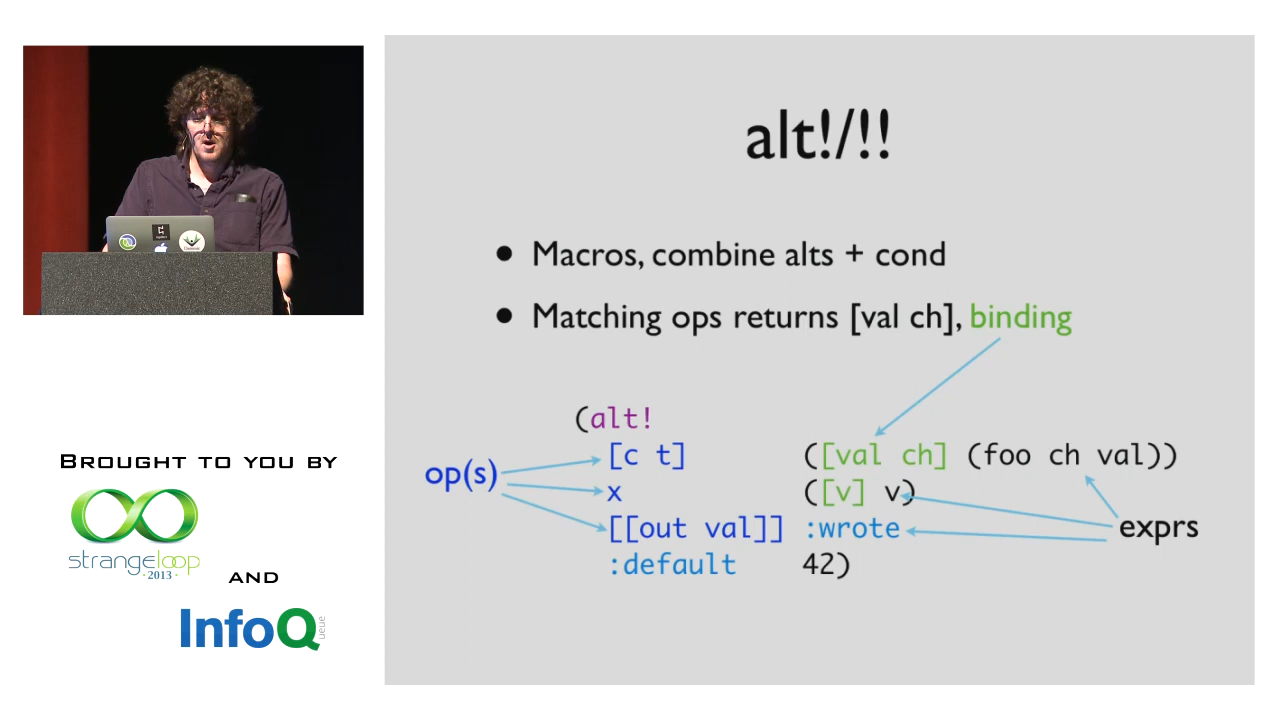 alt!/!!
• Macros, combine alts + cond
• Matching ops returns [val ch], binding
(alt!
[c t] ([val ch] (foo ch val))
op(s)
x ([v] v)
[[out val]] :wrote
exprs
:default 42)
BROUGHT TO YOU BY
strangeloop
·2013·
AND
InfoQ
ueue